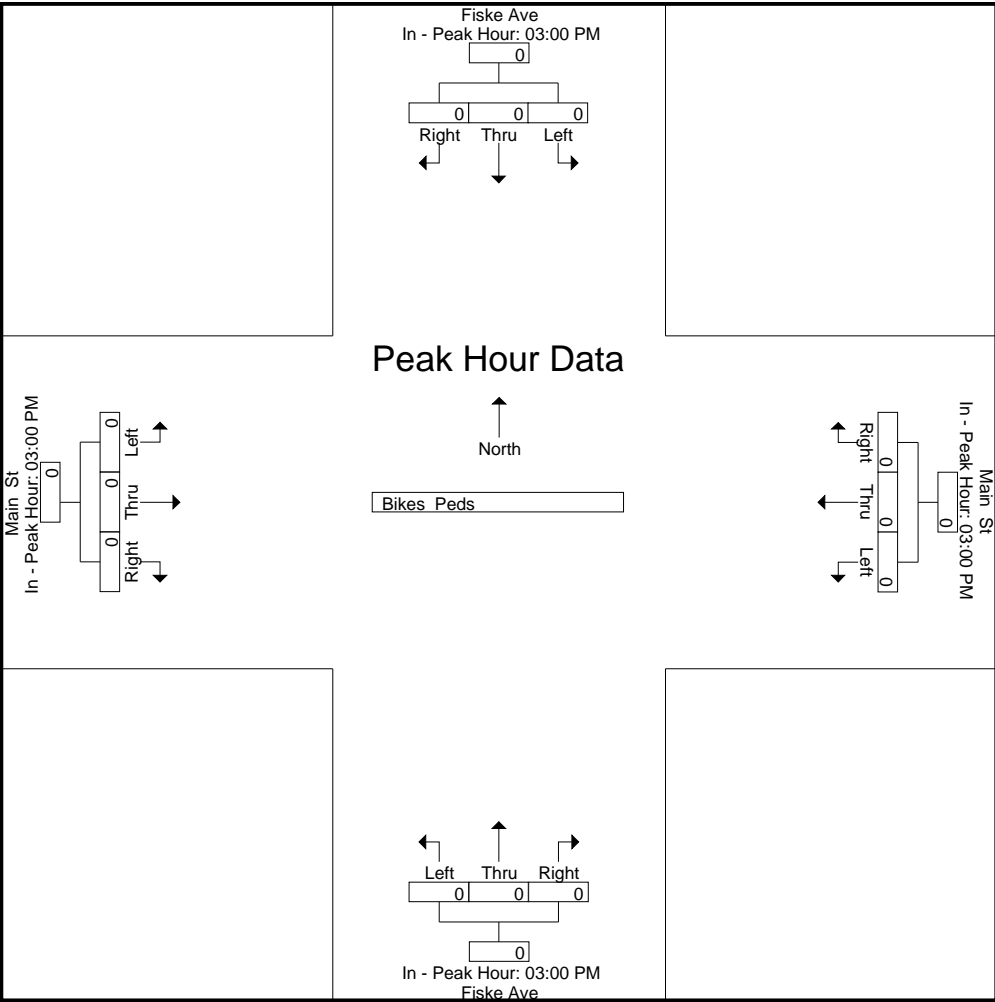 Fiske Ave
In - Peak Hour: 03:00 PM
0
0 0 0
Right Thru Left
Peak Hour Data
North
Bikes Peds
Main St
In - Peak Hour: 03:00 PM
0
0 0 0
Left Thru Right
Main St
In - Peak Hour: 03:00 PM
0
0 0 0
Right Thru Left
Left Thru Right
0 0 0
0
In - Peak Hour: 03:00 PM
Fiske Ave